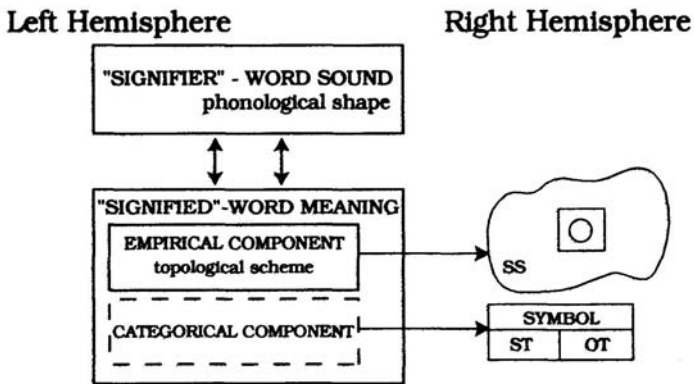 Left Hemisphere
Right Hemisphere
"SIGNIFIER" - WORD SOUND
phonological shape
"SIGNIFIED"-WORD MEANING
EMPIRICAL COMPONENT
topological scheme
SS
CATEGORICAL COMPONENT
SYMBOL
ST
OT